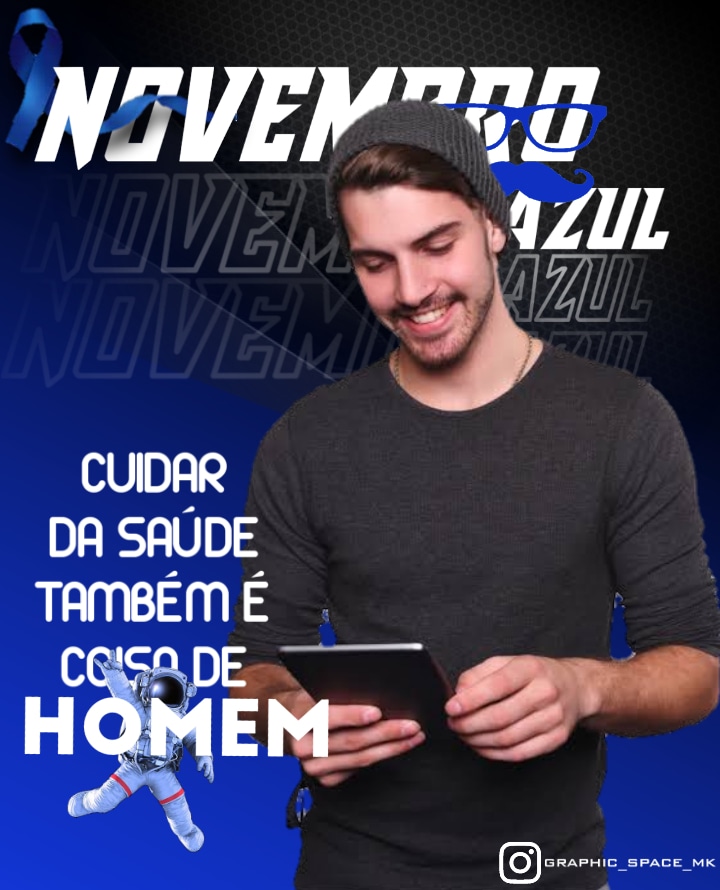 NOVEMBRO
AZUL
NOVEM
AZUL
NOVEM
AZUL
CUIDAR
DA SAÚDE
TAMBÉM É
COISA DE
HOMEM
GRAPHIC_SPACE_MK